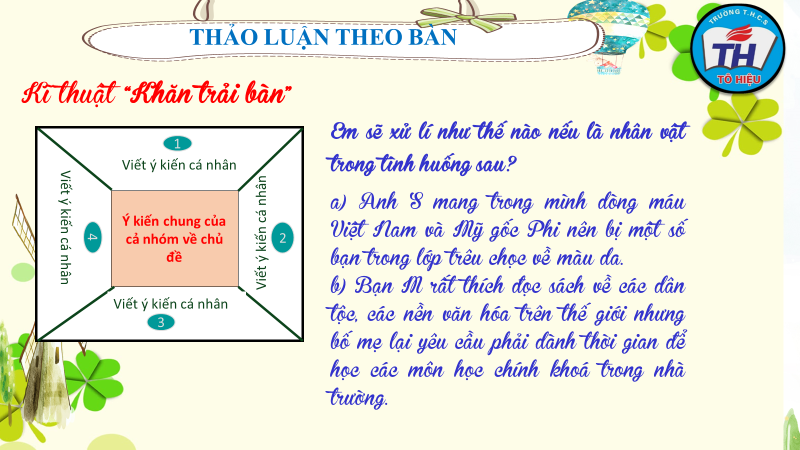 THẢO LUẬN THEO BÀN
TRƯỜNG T.H.C.S
TH
TÔ HIỆU
Kĩ thuật “Khăn trải bàn”
1
Viết ý kiến cá nhân
Viết ý kiến cá nhân
4
Ý kiến chung của
cả nhóm về chủ
đề
Viết ý kiến cá nhân
2
Viết ý kiến cá nhân
3
Em sẽ xử lí như thế nào nếu là nhân vật
trong tình huống sau?
a) Anh S mang trong mình dòng máu
Việt Nam và Mỹ gốc Phi nên bị một số
bạn trong lớp trêu chọc về màu da.
b) Bạn M rất thích đọc sách về các dân
tộc, các nền văn hóa trên thế giới nhưng
bố mẹ lại yêu cầu phải dành thời gian để
học các môn học chính khoá trong nhà
trường.